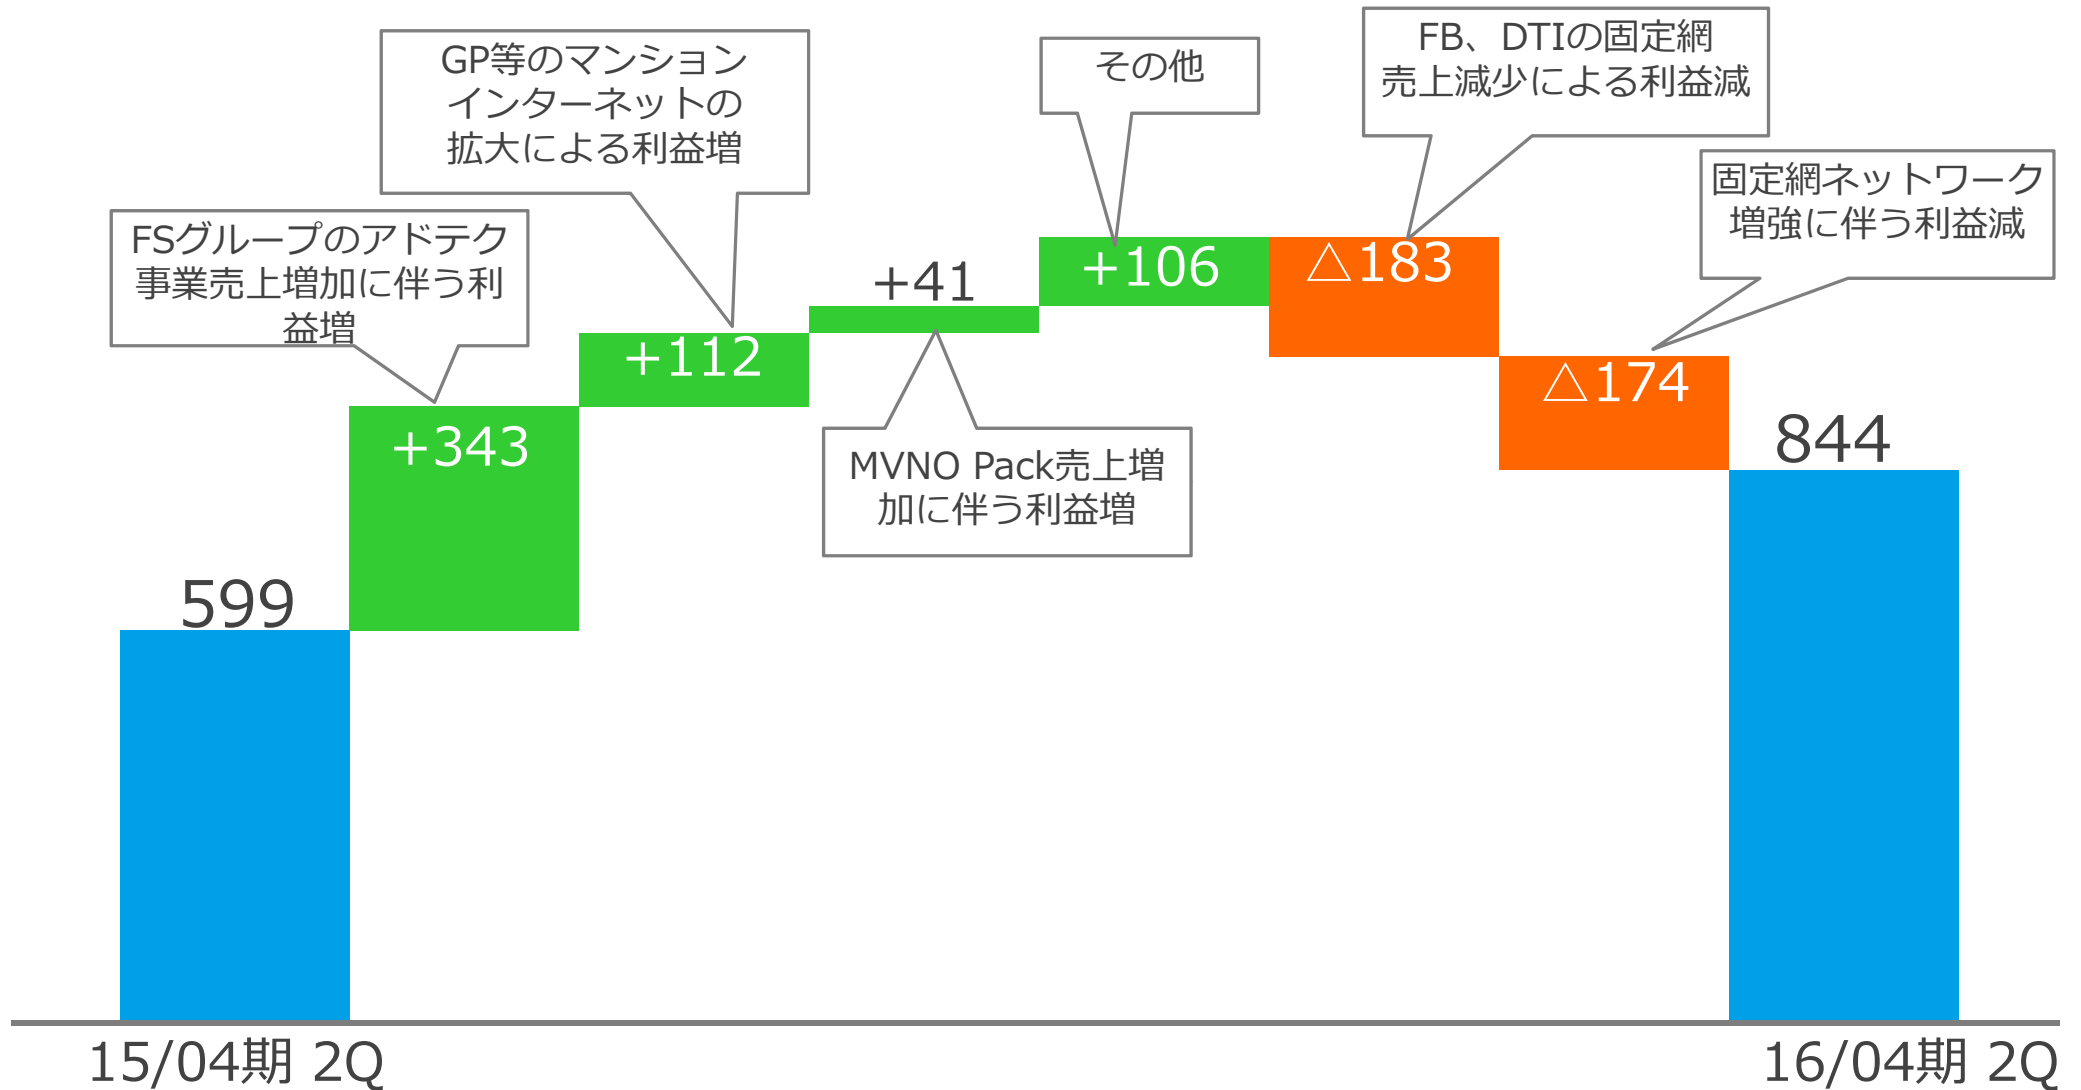 GP等のマンション
インターネットの
拡大による利益増
その他
FB、DTIの固定網
売上減少による利益減
固定網ネットワーク
増強に伴う利益減
FSグループのアドテク
事業売上増加に伴う利
益増
+41
+106
△183
+112
△174
+343
844
MVNO Pack売上増
加に伴う利益増
599
15/04期 2Q
16/04期 2Q